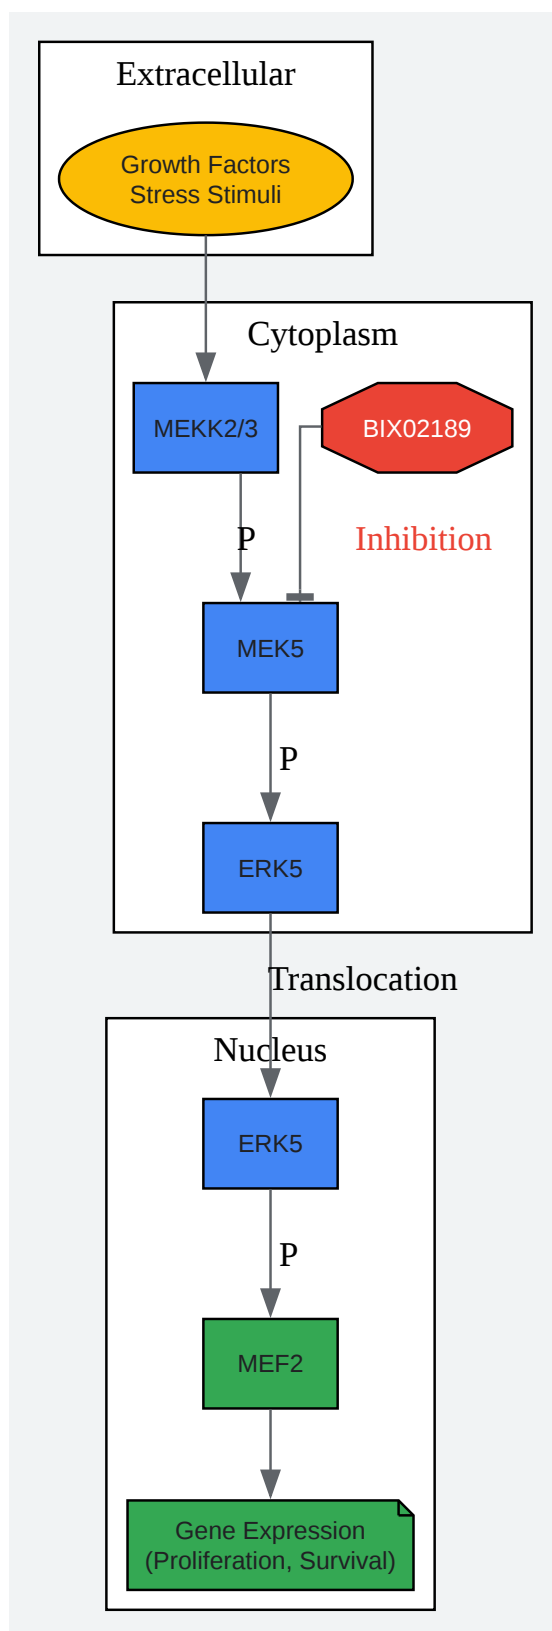 Extracellular
Growth Factors
Stress Stimuli
Cytoplasm
MEKK2/3
BIX02189
P
Inhibition
MEK5
P
ERK5
Translocation
Nucleus
ERK5
P
MEF2
Gene Expression
(Proliferation, Survival)